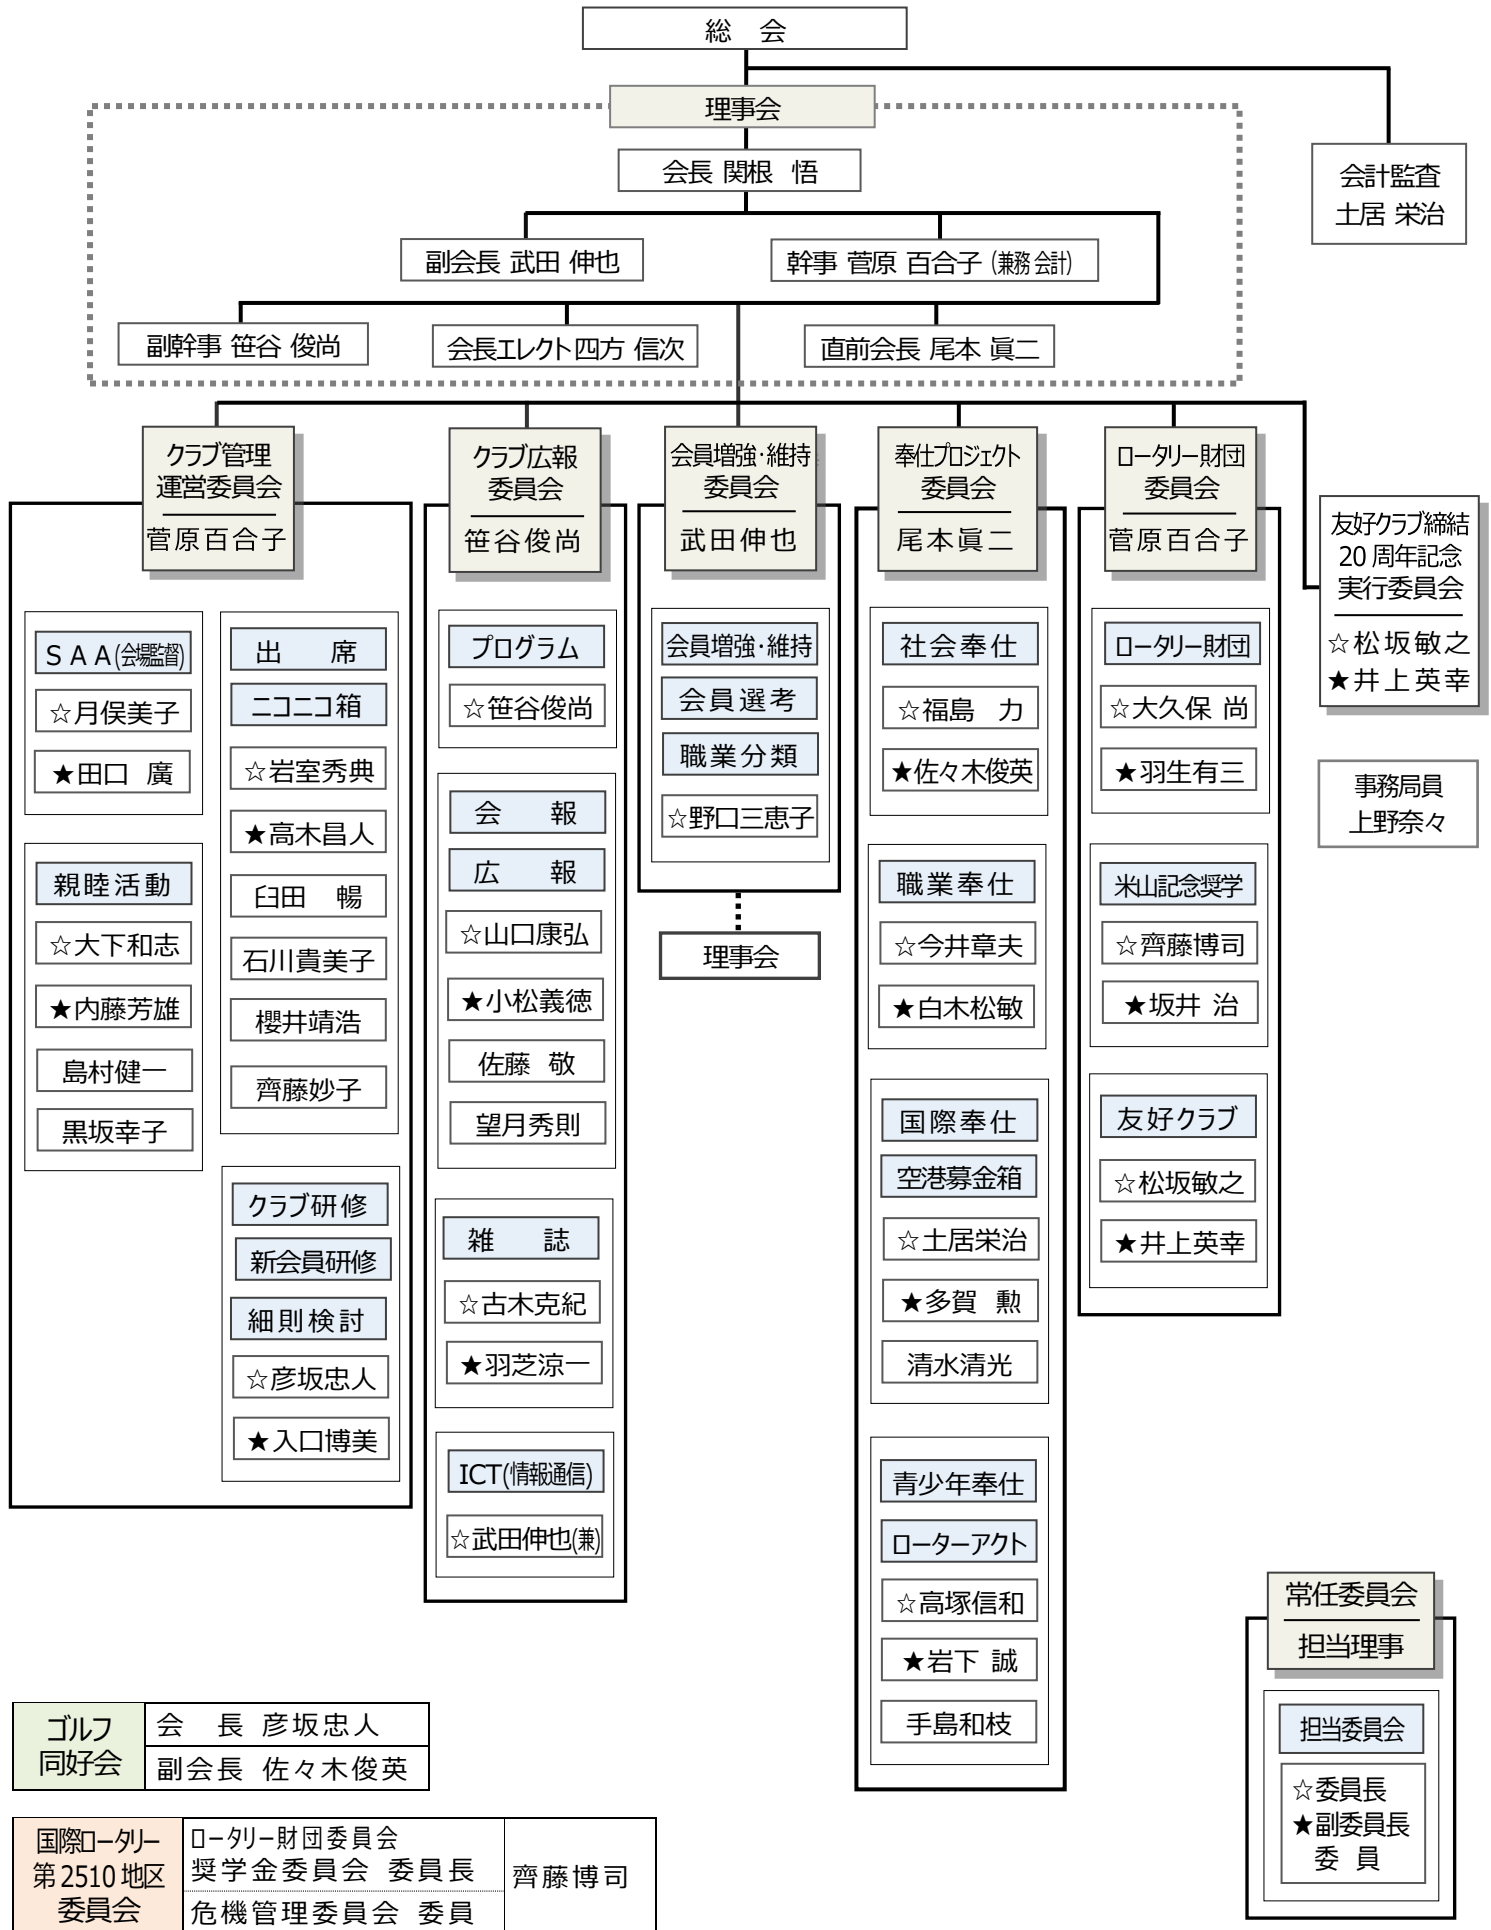 総　会
理事会
会長 関根　悟
会計監査
土居 栄治
副会長 武田 伸也
幹事 菅原 百合子 (兼務会計)
副幹事 笹谷 俊尚
会長エレクト四方 信次
直前会長 尾本 眞二
クラブ管理
運営委員会
菅原百合子
SAA(会場監督)
☆月俣美子
★田口　廣
親睦活動
☆大下和志
★内藤芳雄
島村健一
黒坂幸子
出　席
ニコニコ箱
☆岩室秀典
★高木昌人
臼田　暢
石川貴美子
櫻井靖浩
齊藤妙子
クラブ研修
新会員研修
細則検討
☆彦坂忠人
★入口博美
クラブ広報
委員会
笹谷俊尚
プログラム
☆笹谷俊尚
会　報
広　報
☆山口康弘
★小松義徳
佐藤　敬
望月秀則
雑　誌
☆古木克紀
★羽芝涼一
ICT(情報通信)
☆武田伸也(兼)
会員増強・維持
委員会
武田伸也
会員増強・維持
会員選考
職業分類
☆野口三恵子
理事会
奉仕プロジェクト
委員会
尾本眞二
社会奉仕
☆福島　力
★佐々木俊英
職業奉仕
☆今井章夫
★白木松敏
国際奉仕
空港募金箱
☆土居栄治
★多賀　勲
清水清光
青少年奉仕
ローターアクト
☆高塚信和
★岩下 誠
手島和枝
ロータリー財団
委員会
菅原百合子
ロータリー財団
☆大久保 尚
★羽生有三
米山記念奨学
☆齊藤博司
★坂井 治
友好クラブ
☆松坂敏之
★井上英幸
友好クラブ締結
20周年記念
実行委員会
☆松坂敏之
★井上英幸
事務局員
上野奈々
常任委員会
担当理事
担当委員会
☆委員長
★副委員長
委　員
ゴルフ
同好会
会　長 彦坂忠人
副会長 佐々木俊英
国際ロータリー
第2510地区
委員会
ロータリー財団委員会
奨学金委員会 委員長
危機管理委員会 委員
齊藤博司